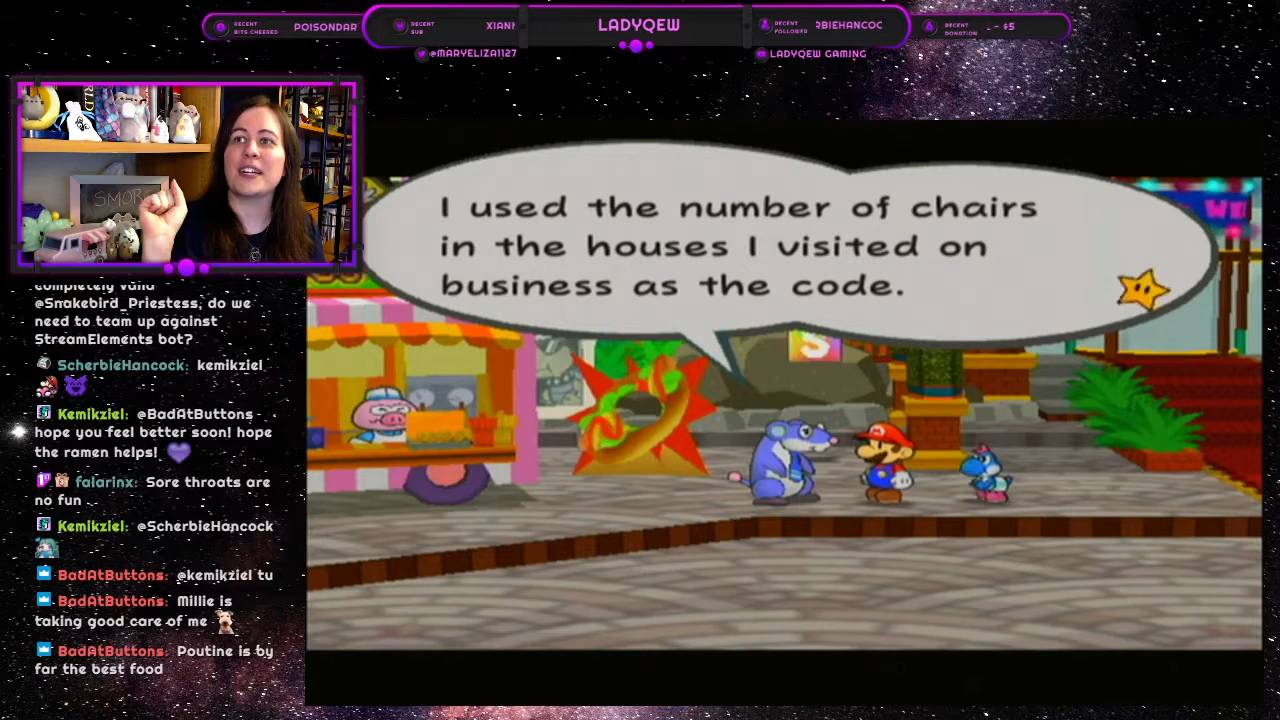 RECENT
BITS CHEERED
POISONDAR
RECENT
SUB
XIANI
LADYQEW
RECENT
FOLLOWER
RBIEHANCOC
RECENT
DONATION
- - $5
@MARYELIZA1127
LADYQEW GAMING
SMOR
I used the number of chairs
in the houses I visited on
business as the code.
completely valid
@Snakebird_Priestess, do we
need to team up against
StreamElements bot?
ScherbieHancock: kemikziel
Kemikziel: @BadAtButtons
hope you feel better soon! hope
the ramen helps!
faiarinx: Sore throats are
no fun
Kemikziel: @ScherbieHancock
BadAtButtons: @kemikziel tu
BadAtButtons: Millie is
taking good care of me
BadAtButtons: Poutine is by
far the best food